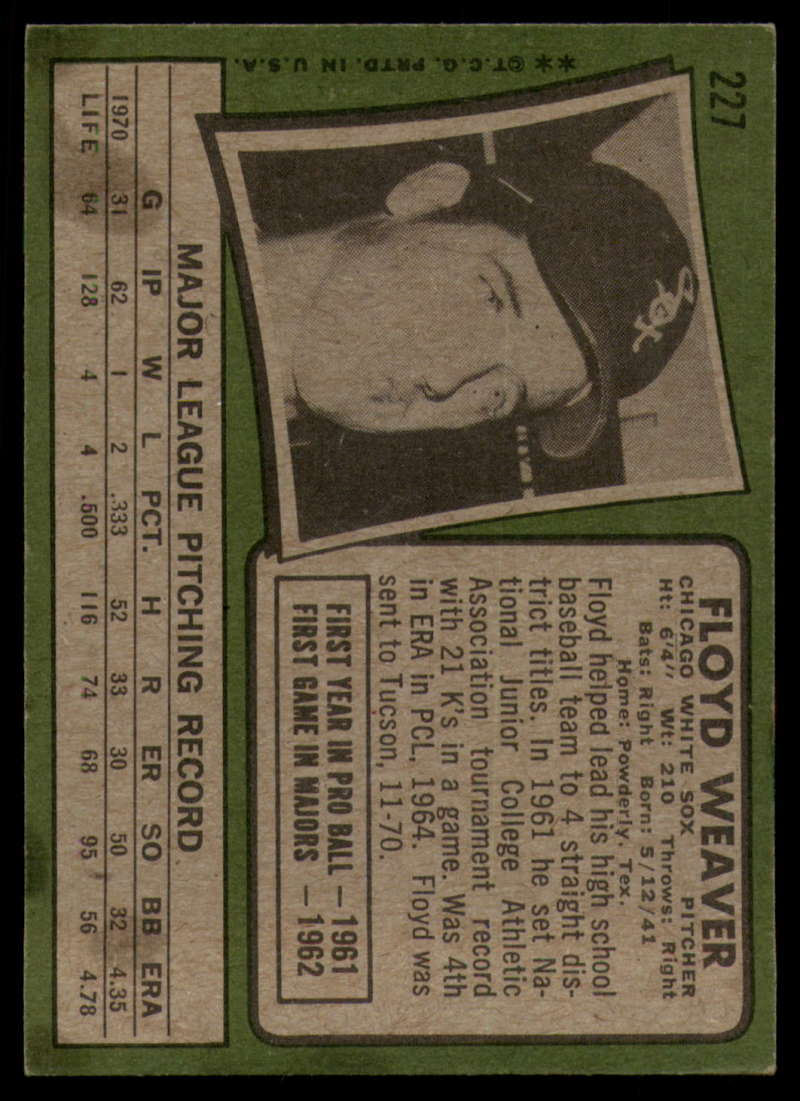 227
**©T.C.G. PRTD. IN U.S.A.
Sox
FLOYD WEAVER
CHICAGO WHITE SOX PITCHER
Ht: 6'4" Wt: 210 Throws: Right
Bats: Right Born: 5/12/41
Home: Powderly, Tex.
Floyd helped lead his high school
baseball team to 4 straight dis-
trict titles. In 1961 he set Na-
tional Junior College Athletic
Association tournament record
with 21 K's in a game. Was 4th
in ERA in PCL, 1964. Floyd was
sent to Tucson, 11-70.
FIRST YEAR IN PRO BALL — 1961
FIRST GAME IN MAJORS — 1962
MAJOR LEAGUE PITCHING RECORD
G IP W L PCT. H R ER SO BB ERA
1970 31 62 1 2 .333 52 33 30 50 32 4.35
LIFE 64 128 4 4 .500 116 74 68 95 56 4.78